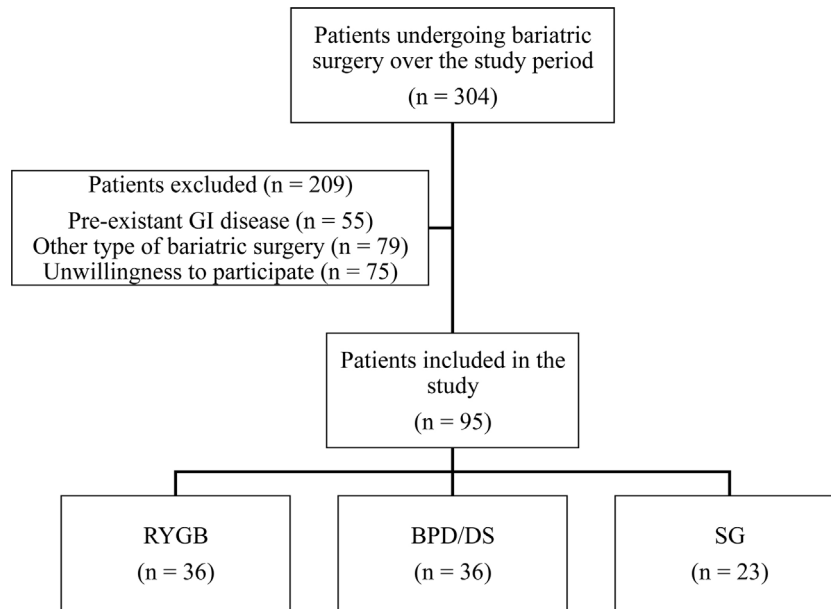 Patients undergoing bariatric
surgery over the study period
(n = 304)
Patients excluded (n = 209)
Pre-existant GI disease (n = 55)
Other type of bariatric surgery (n = 79)
Unwillingness to participate (n = 75)
Patients included in the
study
(n = 95)
RYGB
(n = 36)
BPD/DS
(n = 36)
SG
(n = 23)